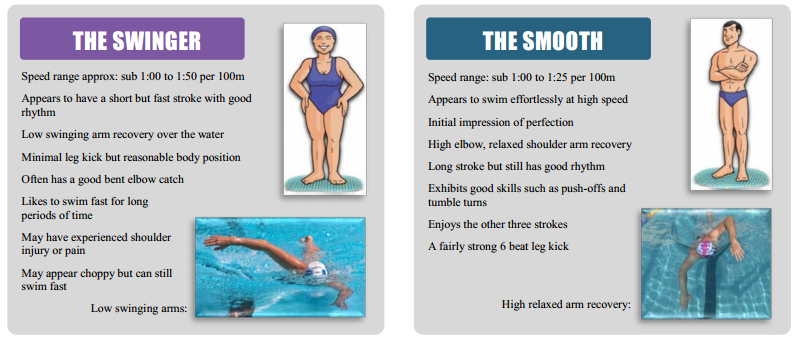 THE SWINGER
Speed range approx: sub 1:00 to 1:50 per 100m
Appears to have a short but fast stroke with good
rhythm
Low swinging arm recovery over the water
Minimal leg kick but reasonable body position
Often has a good bent elbow catch
Likes to swim fast for long
periods of time
May have experienced shoulder
injury or pain
May appear choppy but can still
swim fast
Low swinging arms:
THE SMOOTH
Speed range: sub 1:00 to 1:25 per 100m
Appears to swim effortlessly at high speed
Initial impression of perfection
High elbow, relaxed shoulder arm recovery
Long stroke but still has good rhythm
Exhibits good skills such as push-offs and
tumble turns
Enjoys the other three strokes
A fairly strong 6 beat leg kick
High relaxed arm recovery: